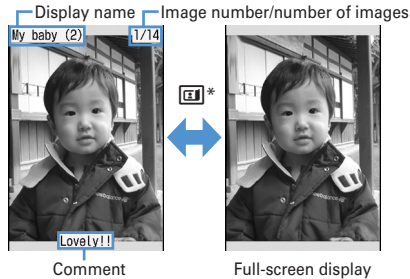 Display name
Image number/number of images
My baby (2)
1/14
*
Lovely!!
Comment
Full-screen display